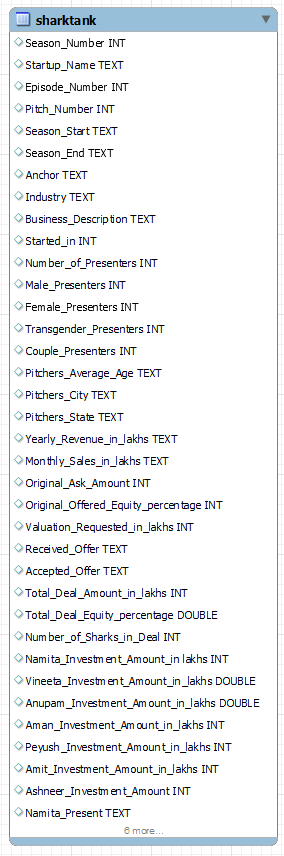 sharktank
Season_Number INT
Startup_Name TEXT
Episode_Number INT
Pitch_Number INT
Season_Start TEXT
Season_End TEXT
Anchor TEXT
Industry TEXT
Business_Description TEXT
Started_in INT
Number_of_Presenters INT
Male_Presenters INT
Female_Presenters INT
Transgender_Presenters INT
Couple_Presenters INT
Pitchers_Average_Age TEXT
Pitchers_City TEXT
Pitchers_State TEXT
Yearly_Revenue_in_lakhs TEXT
Monthly_Sales_in_lakhs TEXT
Original_Ask_Amount INT
Original_Offered_Equity_percentage INT
Valuation_Requested_in_lakhs INT
Received_Offer TEXT
Accepted_Offer TEXT
Total_Deal_Amount_in_lakhs INT
Total_Deal_Equity_percentage DOUBLE
Number_of_Sharks_in_Deal INT
Namita_Investment_Amount_in lakhs INT
Vineeta_Investment_Amount_in_lakhs DOUBLE
Anupam_Investment_Amount_in_lakhs DOUBLE
Aman_Investment_Amount_in_lakhs INT
Peyush_Investment_Amount_in_lakhs INT
Amit_Investment_Amount_in_lakhs INT
Ashneer_Investment_Amount INT
Namita_Present TEXT
6 more...